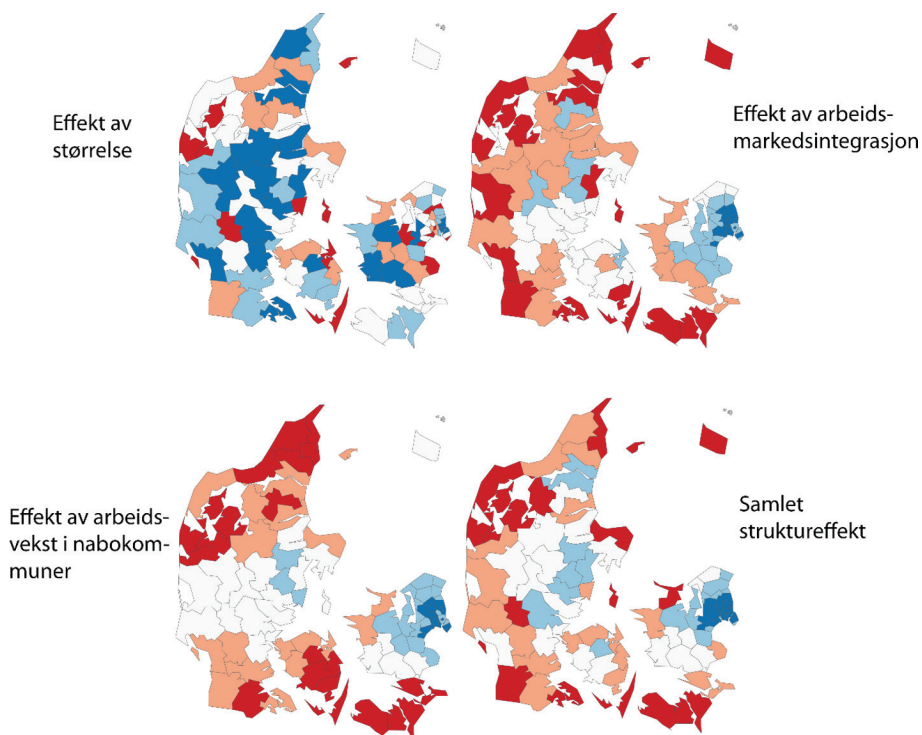 Effekt av
størrelse
Effekt av arbeids-
markedsintegrasjon
Effekt av arbeids-
vekst i nabokom-
muner
Samlet
struktureffekt